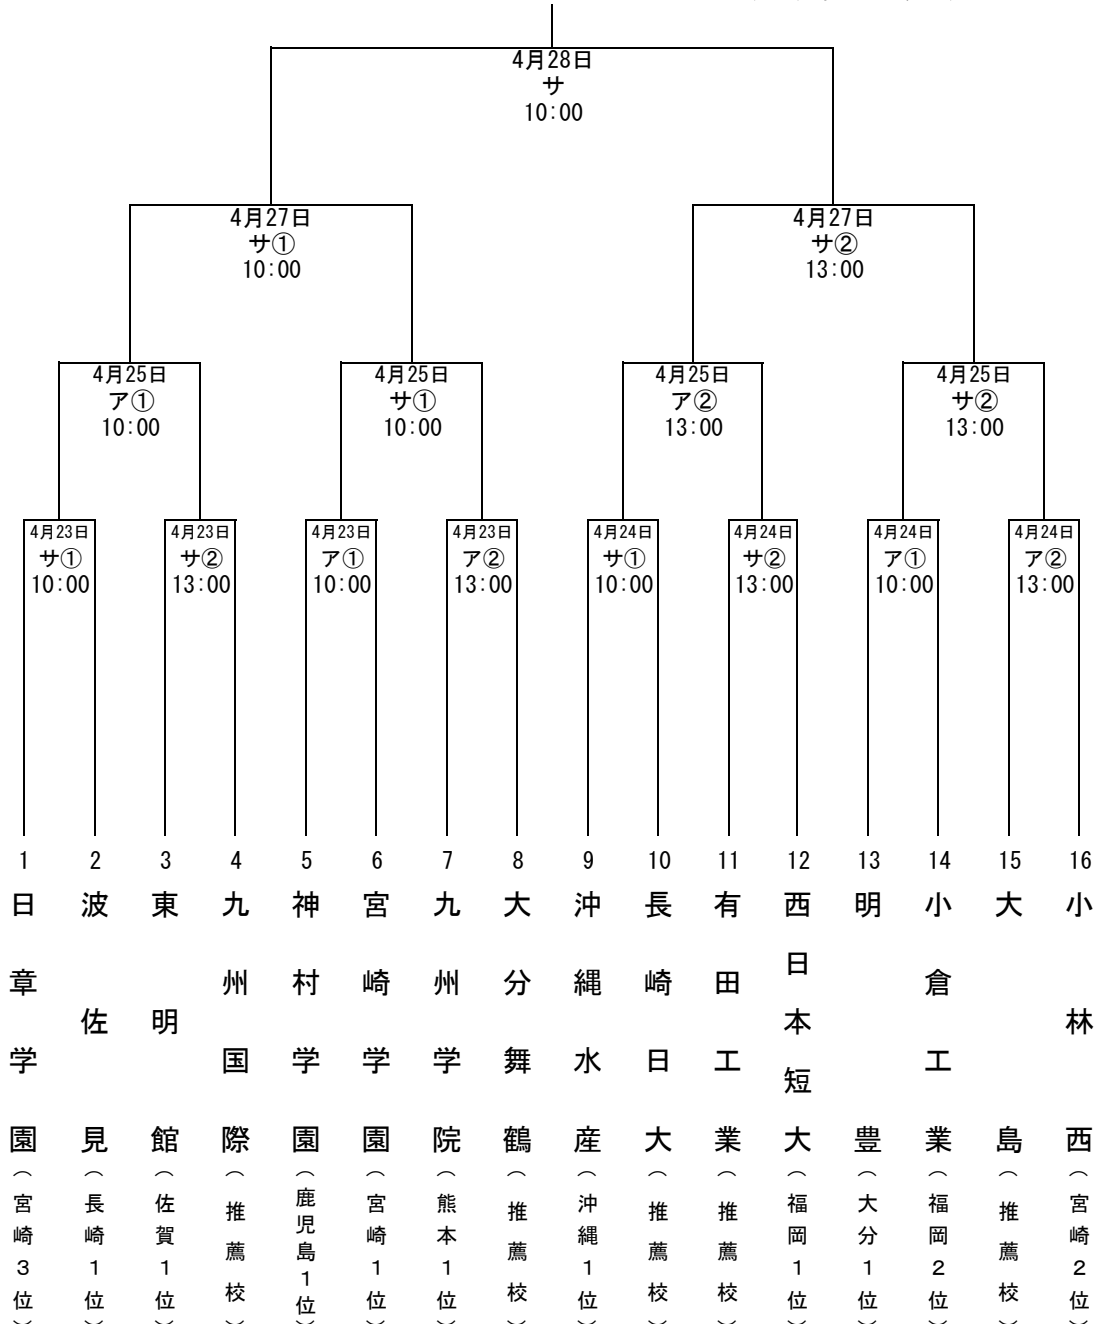 4月28日
サ
10:00
4月27日
サ①
10:00
4月27日
サ②
13:00
4月25日
ア①
10:00
4月25日
サ①
10:00
4月25日
ア②
13:00
4月25日
サ②
13:00
4月23日
サ①
10:00
4月23日
サ②
13:00
4月23日
ア①
10:00
4月23日
ア②
13:00
4月24日
サ①
10:00
4月24日
サ②
13:00
4月24日
ア①
10:00
4月24日
ア②
13:00
1
日章学園
（宮崎３位）
2
波佐見
（長崎１位）
3
東明館
（佐賀１位）
4
九州国際
（推薦校）
5
神村学園
（鹿児島１位）
6
宮崎学園
（宮崎１位）
7
九州学院
（熊本１位）
8
大分舞鶴
（推薦校）
9
沖縄水産
（沖縄１位）
10
長崎日大
（推薦校）
11
有田工業
（推薦校）
12
西日本短大
（福岡１位）
13
明豊
（大分１位）
14
小倉工業
（福岡２位）
15
大島
（推薦校）
16
小林西
（宮崎２位）